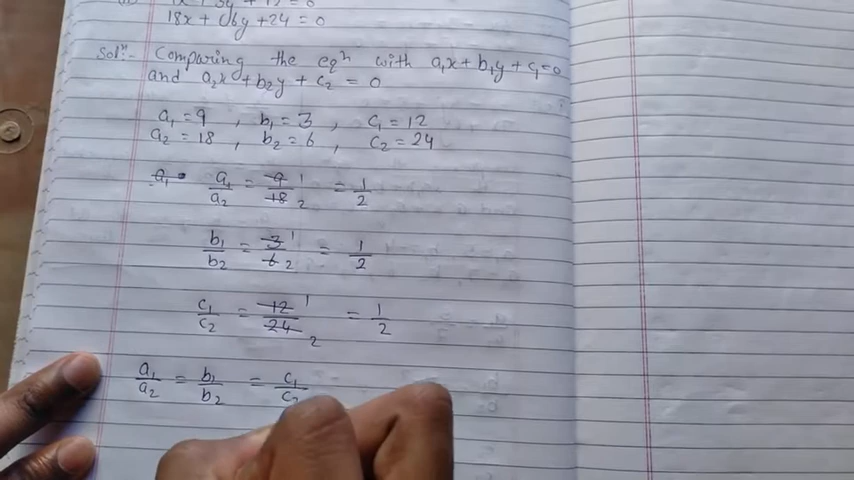 18x + 6y + 24 = 0
Solⁿ:- Comparing the eqⁿ with a₁x + b₁y + c₁ = 0
and a₂x + b₂y + c₂ = 0
a₁ = 9 , b₁ = 3 , c₁ = 12
a₂ = 18 , b₂ = 6 , c₂ = 24
a₁/a₂ = 9/18 = 1/2
b₁/b₂ = 3/6 = 1/2
c₁/c₂ = 12/24 = 1/2
a₁/a₂ = b₁/b₂ = c₁/c₂